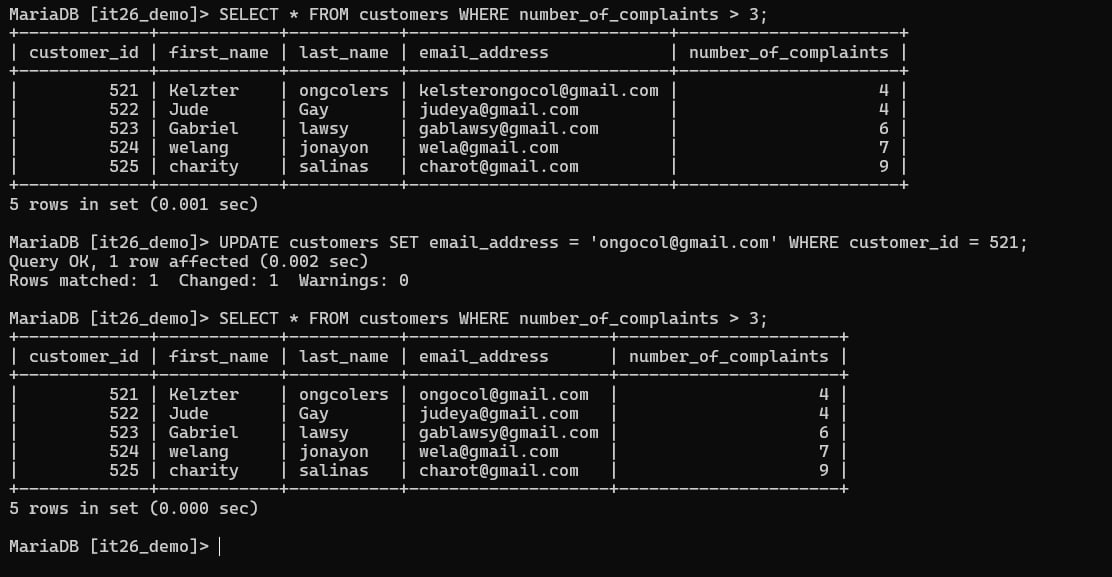 MariaDB [it26_demo]> SELECT * FROM customers WHERE number_of_complaints > 3;
+-------------+------------+-----------+--------------------------+----------------------+
| customer_id | first_name | last_name | email_address            | number_of_complaints |
+-------------+------------+-----------+--------------------------+----------------------+
|         521 | Kelzter    | ongcolers | kelsterongocol@gmail.com |                    4 |
|         522 | Jude       | Gay       | judeya@gmail.com         |                    4 |
|         523 | Gabriel    | lawsy     | gablawsy@gmail.com       |                    6 |
|         524 | welang     | jonayon   | wela@gmail.com           |                    7 |
|         525 | charity    | salinas   | charot@gmail.com         |                    9 |
+-------------+------------+-----------+--------------------------+----------------------+
5 rows in set (0.001 sec)

MariaDB [it26_demo]> UPDATE customers SET email_address = 'ongocol@gmail.com' WHERE customer_id = 521;
Query OK, 1 row affected (0.002 sec)
Rows matched: 1  Changed: 1  Warnings: 0

MariaDB [it26_demo]> SELECT * FROM customers WHERE number_of_complaints > 3;
+-------------+------------+-----------+--------------------+----------------------+
| customer_id | first_name | last_name | email_address      | number_of_complaints |
+-------------+------------+-----------+--------------------+----------------------+
|         521 | Kelzter    | ongcolers | ongocol@gmail.com  |                    4 |
|         522 | Jude       | Gay       | judeya@gmail.com   |                    4 |
|         523 | Gabriel    | lawsy     | gablawsy@gmail.com |                    6 |
|         524 | welang     | jonayon   | wela@gmail.com     |                    7 |
|         525 | charity    | salinas   | charot@gmail.com   |                    9 |
+-------------+------------+-----------+--------------------+----------------------+
5 rows in set (0.000 sec)

MariaDB [it26_demo]>